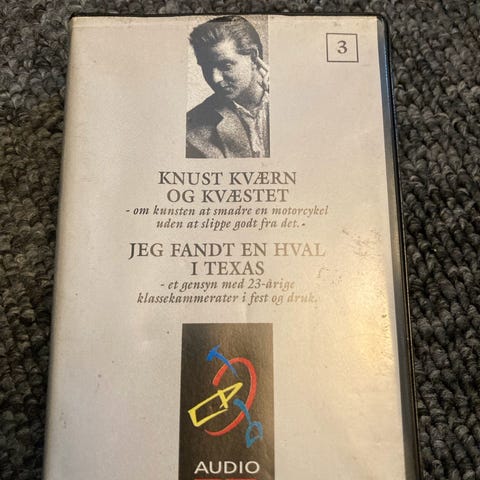 3
KNUST KVÆRN
OG KVÆSTET
- om kunsten at smadre en motorcykel
uden at slippe godt fra det. -
JEG FANDT EN HVAL
I TEXAS
- et gensyn med 23-årige
klassekammerater i fest og druk.
AUDIO